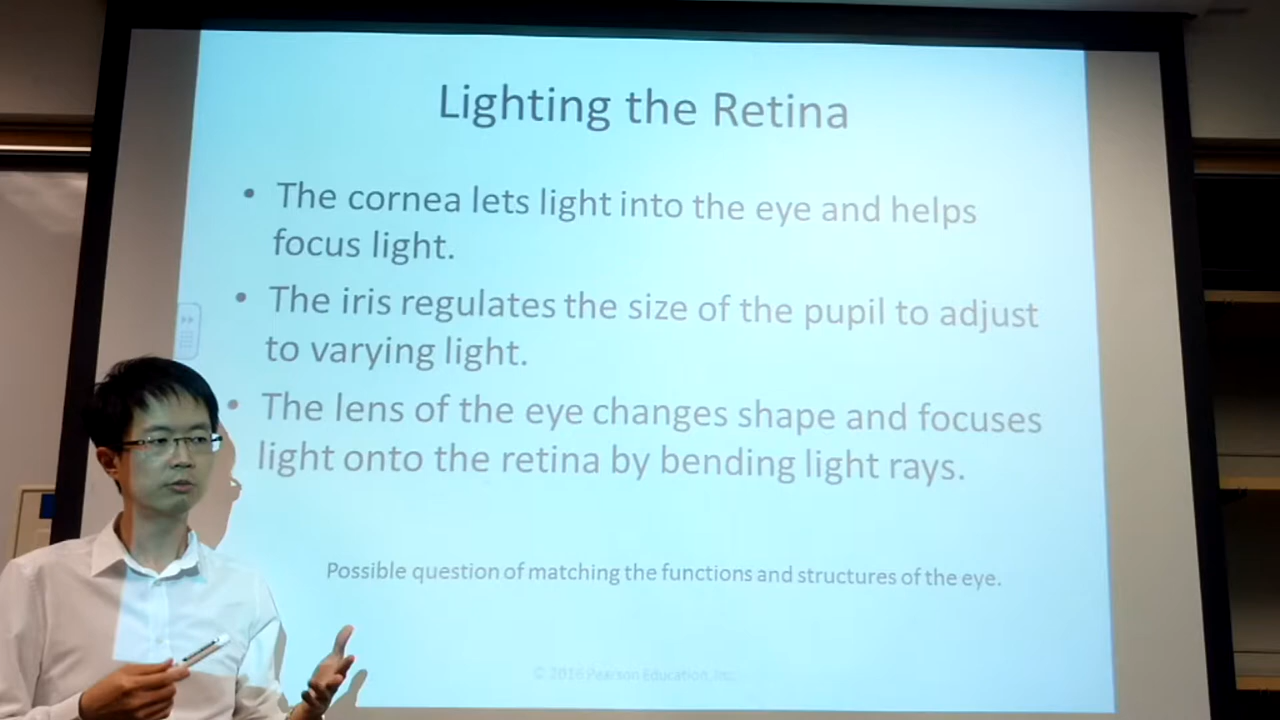 Lighting the Retina
• The cornea lets light into the eye and helps
focus light.
• The iris regulates the size of the pupil to adjust
to varying light.
• The lens of the eye changes shape and focuses
light onto the retina by bending light rays.
Possible question of matching the functions and structures of the eye.
© 2016 Pearson Education, Inc.